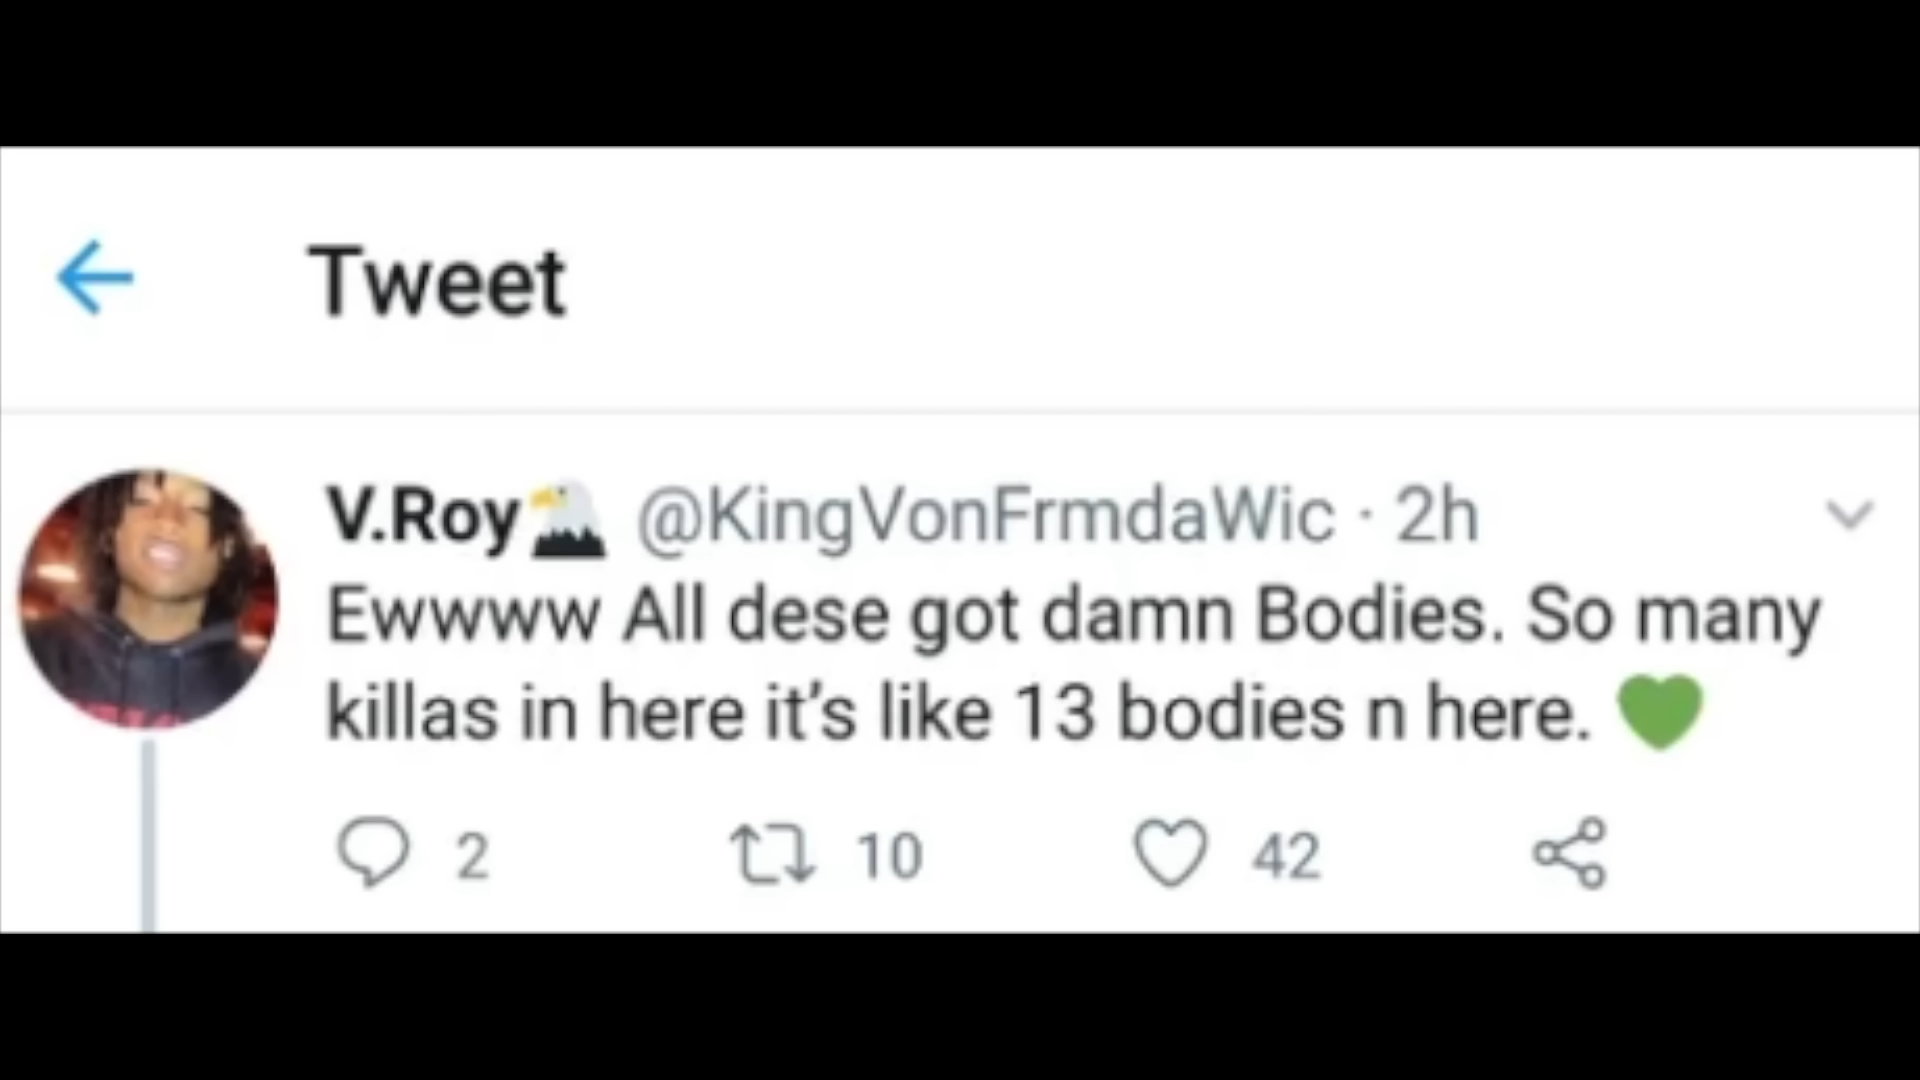 Tweet
V.Roy @KingVonFrmdaWic · 2h
Ewwww All dese got damn Bodies. So many
killas in here it's like 13 bodies n here. 💚
2 10 42